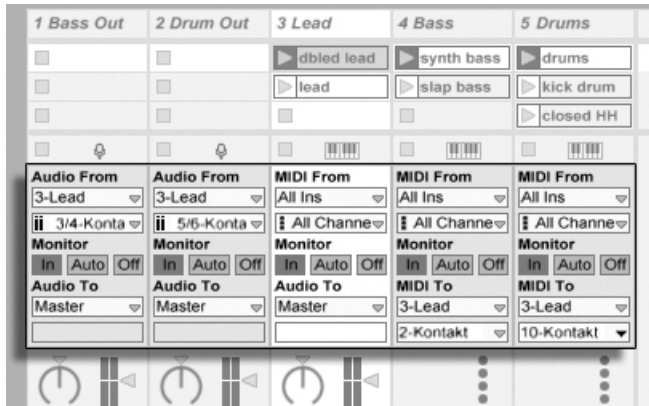 1 Bass Out 2 Drum Out 3 Lead 4 Bass 5 Drums
dbled lead synth bass drums
lead slap bass kick drum
closed HH
Audio From Audio From MIDI From MIDI From MIDI From
3-Lead 3-Lead All Ins All Ins All Ins
3/4-Konta 5/6-Konta All Channe All Channe All Channe
Monitor Monitor Monitor Monitor Monitor
In Auto Off In Auto Off In Auto Off In Auto Off In Auto Off
Audio To Audio To Audio To MIDI To MIDI To
Master Master Master 3-Lead 3-Lead
2-Kontakt 10-Kontakt